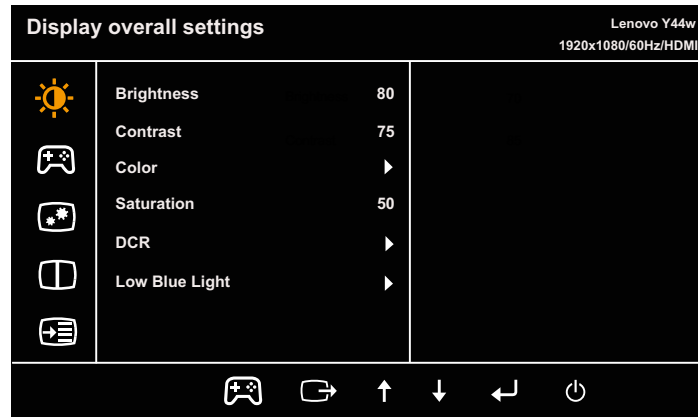 Display overall settings
Lenovo Y44w
1920x1080/60Hz/HDMI
Brightness 80
Contrast 75
Color
Saturation 50
DCR
Low Blue Light